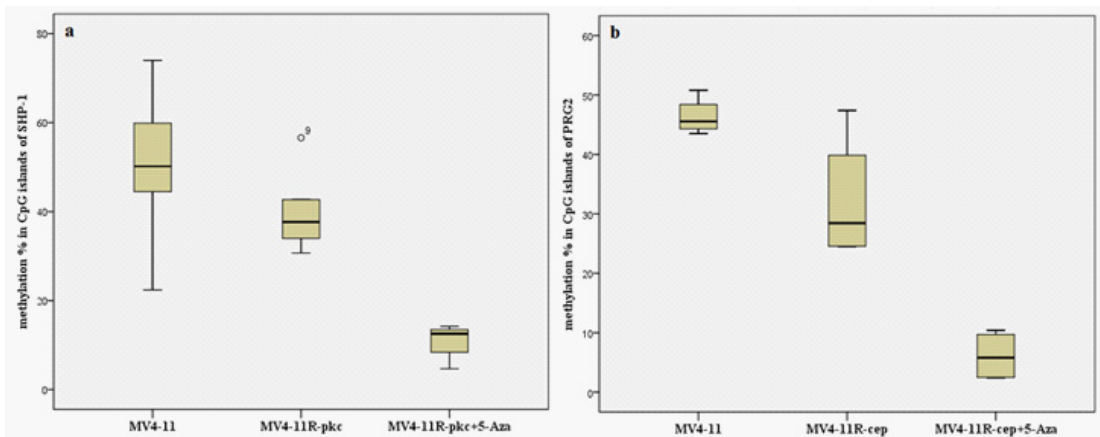 a
methylation % in CpG islands of SHP-1
80
60
40
20
0
9
MV4-11 MV4-11R-pkc MV4-11R-pkc+5-Aza
b
methylation % in CpG islands of PRG2
60
50
40
30
20
10
0
MV4-11 MV4-11R-cep MV4-11R-cep+5-Aza